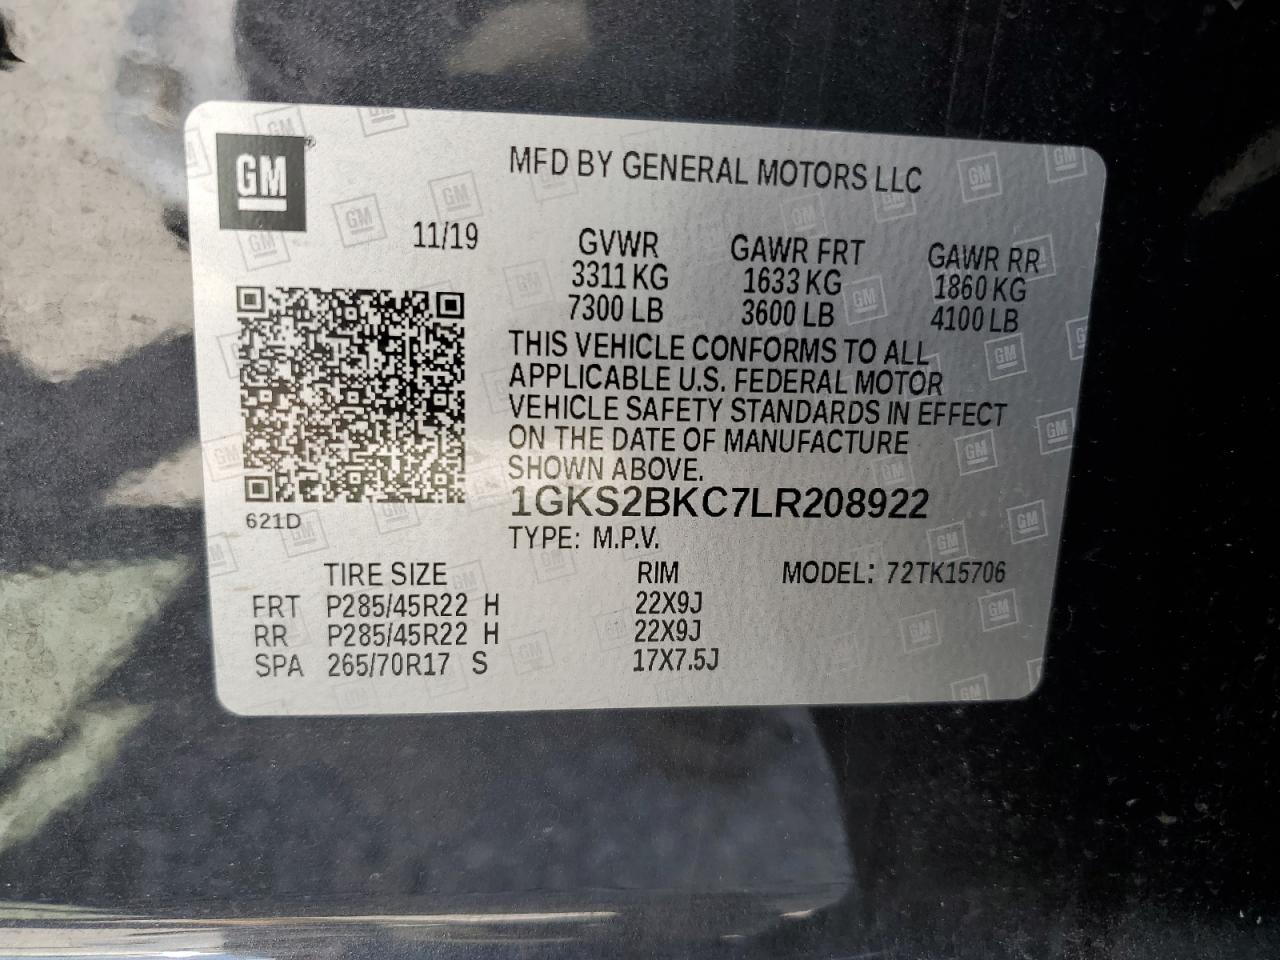 GM
MFD BY GENERAL MOTORS LLC
11/19
GVWR GAWR FRT GAWR RR
3311 KG 1633 KG 1860 KG
7300 LB 3600 LB 4100 LB
THIS VEHICLE CONFORMS TO ALL
APPLICABLE U.S. FEDERAL MOTOR
VEHICLE SAFETY STANDARDS IN EFFECT
ON THE DATE OF MANUFACTURE
SHOWN ABOVE.
1GKS2BKC7LR208922
621D
TYPE: M.P.V.
TIRE SIZE RIM MODEL: 72TK15706
FRT P285/45R22 H 22X9J
RR P285/45R22 H 22X9J
SPA 265/70R17 S 17X7.5J